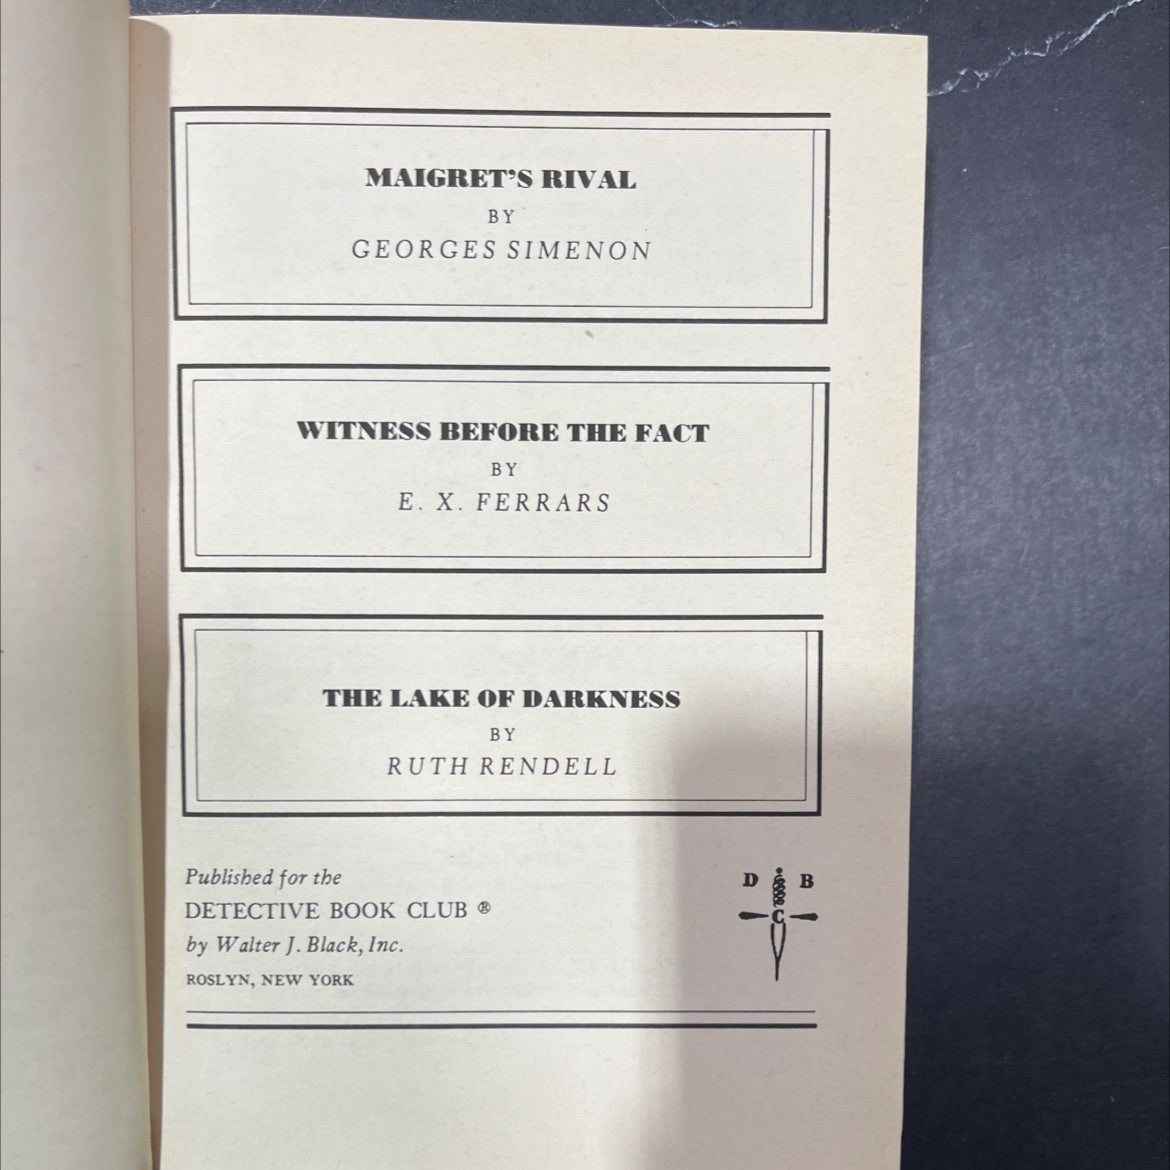 MAIGRET'S RIVAL
BY
GEORGES SIMENON
WITNESS BEFORE THE FACT
BY
E. X. FERRARS
THE LAKE OF DARKNESS
BY
RUTH RENDELL
Published for the
DETECTIVE BOOK CLUB ®
by Walter J. Black, Inc.
ROSLYN, NEW YORK
D B
C